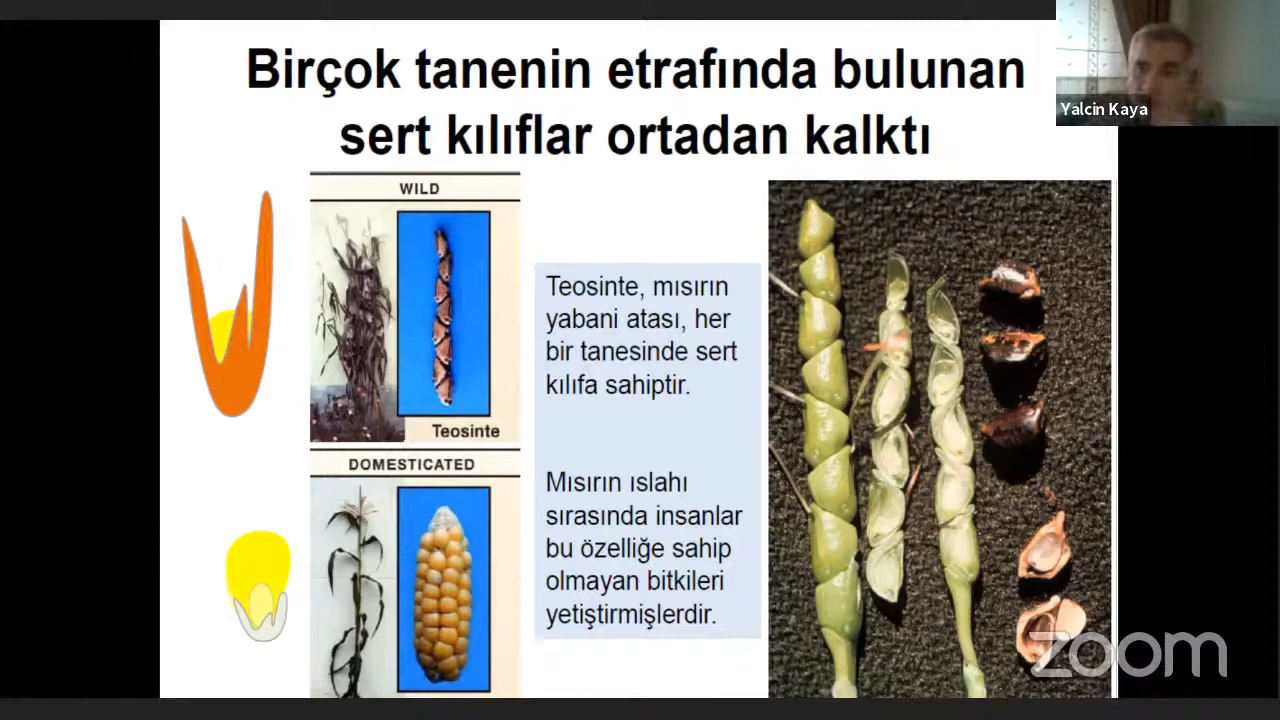 Birçok tanenin etrafında bulunan
sert kılıflar ortadan kalktı
Yalcin Kaya
WILD
Teosinte
DOMESTICATED
Teosinte, mısırın
yabani atası, her
bir tanesinde sert
kılıfa sahiptir.
Mısırın ıslahı
sırasında insanlar
bu özelliğe sahip
olmayan bitkileri
yetiştirmişlerdir.
zoom